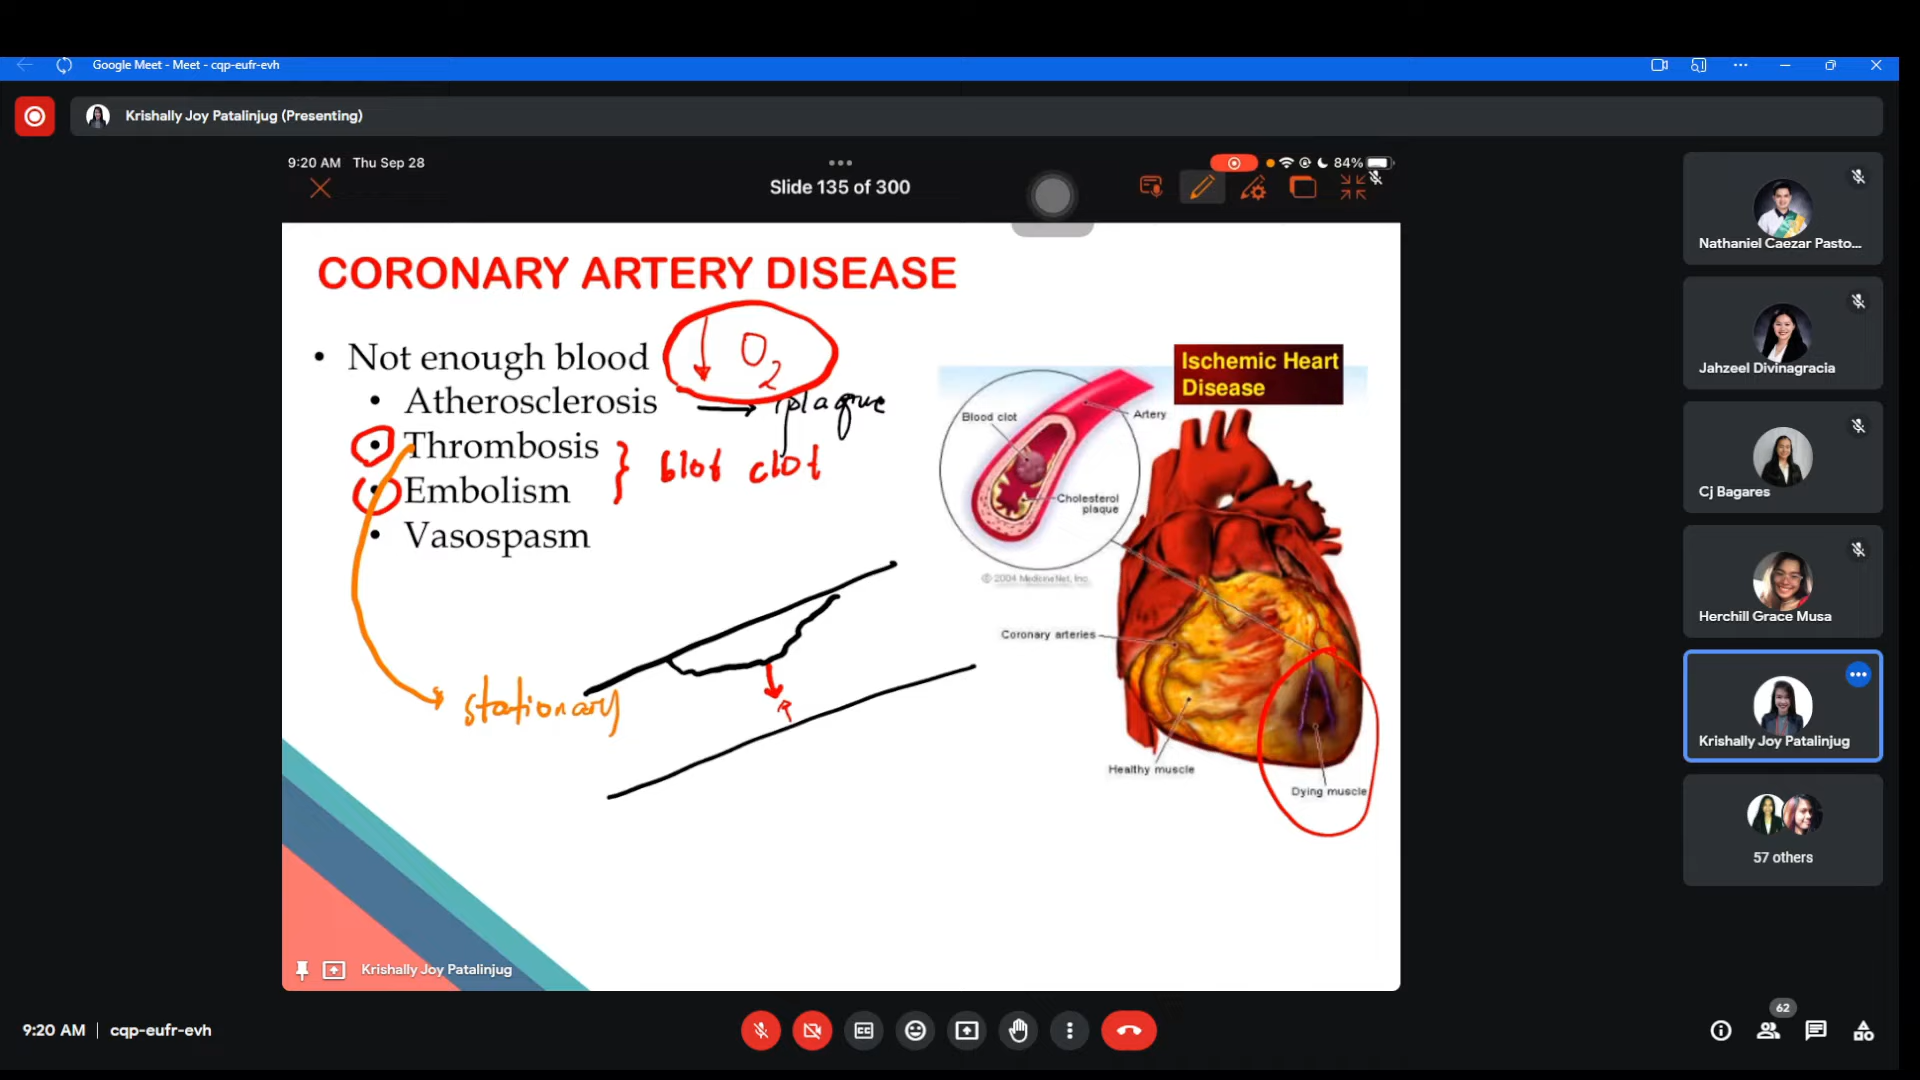 Google Meet - Meet - cqp-eufr-evh
Krishally Joy Patalinjug (Presenting)
9:20 AM Thu Sep 28
84%
Slide 135 of 300
CORONARY ARTERY DISEASE
• Not enough blood ↓ O2
• Atherosclerosis → plaque
• Thrombosis
• Embolism } blot clot
• Vasospasm
stationary
Ischemic Heart
Disease
Blood clot
Artery
Cholesterol
plaque
© 2004 MedicineNet, Inc.
Coronary arteries
Healthy muscle
Dying muscle
Krishally Joy Patalinjug
Nathaniel Caezar Pasto...
Jahzeel Divinagracia
Cj Bagares
Herchill Grace Musa
Krishally Joy Patalinjug
57 others
9:20 AM | cqp-eufr-evh
62